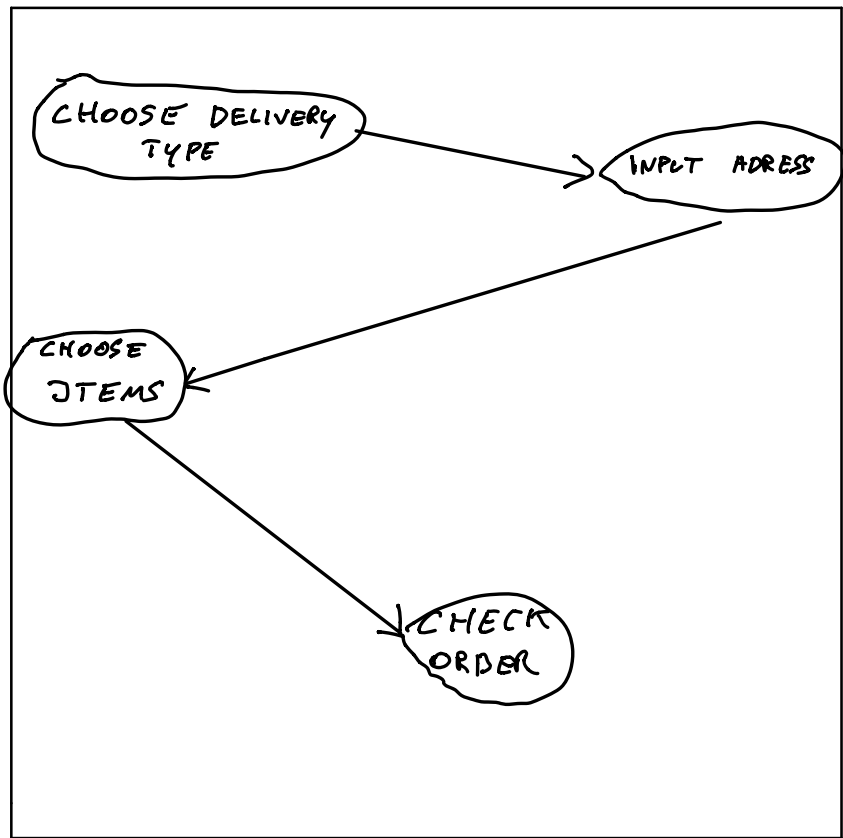 CHOOSE DELIVERY
TYPE
INPUT ADRESS
CHOOSE
ITEMS
CHECK
ORDER